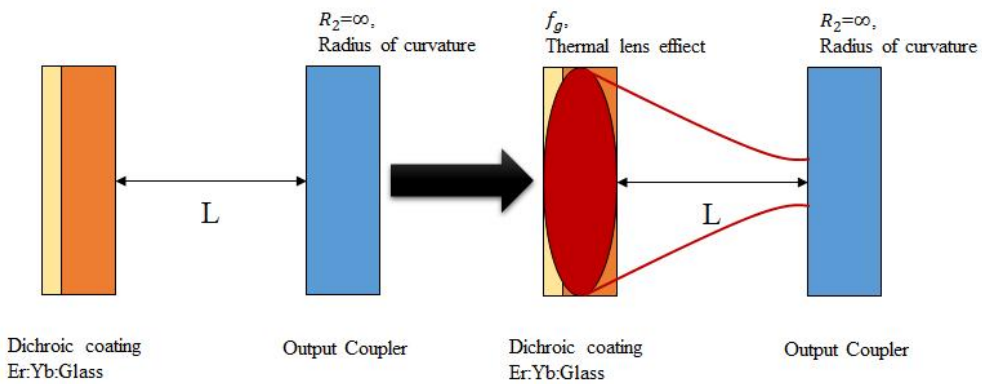 R₂=∞,
Radius of curvature
L
Dichroic coating
Er:Yb:Glass
Output Coupler
f_g,
Thermal lens effiect
R₂=∞,
Radius of curvature
L
Dichroic coating
Er:Yb:Glass
Output Coupler